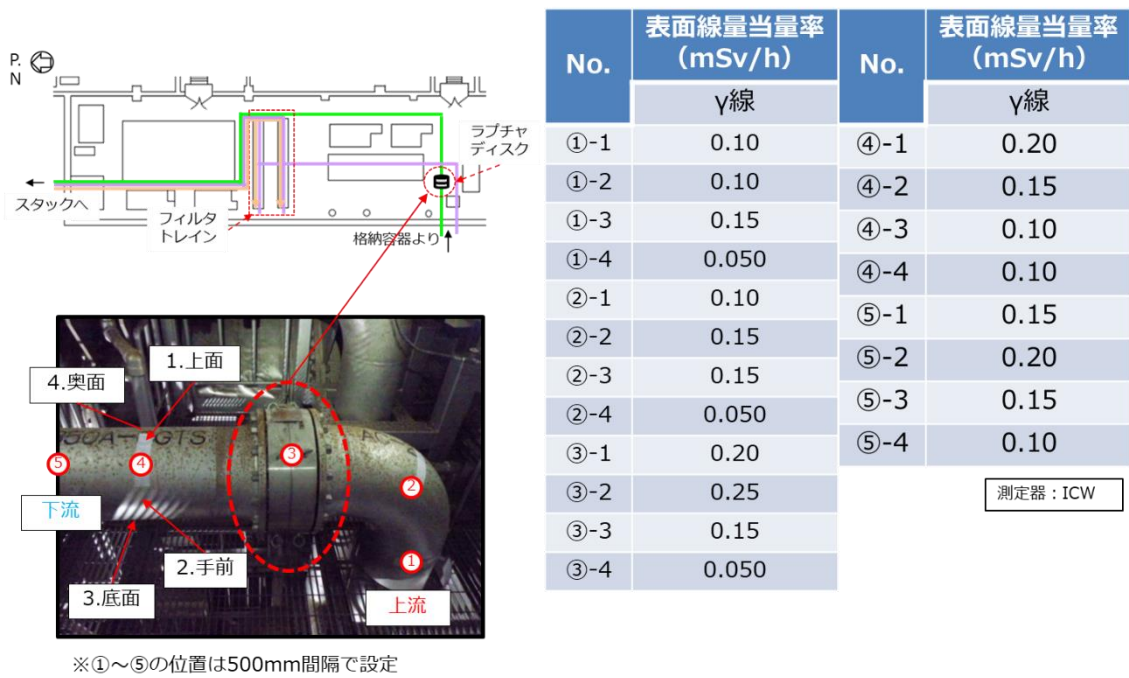 P.
N
ラプチャ
ディスク
スタックへ
フィルタ
トレイン
格納容器より
1.上面
4.奥面
GTS
AC
⑤
④
③
②
①
下流
2.手前
3.底面
上流
※①～⑤の位置は500mm間隔で設定
No. 表面線量当量率 No. 表面線量当量率
(mSv/h) (mSv/h)
γ線 γ線
①-1 0.10 ④-1 0.20
①-2 0.10 ④-2 0.15
①-3 0.15 ④-3 0.10
①-4 0.050 ④-4 0.10
②-1 0.10 ⑤-1 0.15
②-2 0.15 ⑤-2 0.20
②-3 0.15 ⑤-3 0.15
②-4 0.050 ⑤-4 0.10
③-1 0.20
③-2 0.25
③-3 0.15
③-4 0.050
測定器：ICW